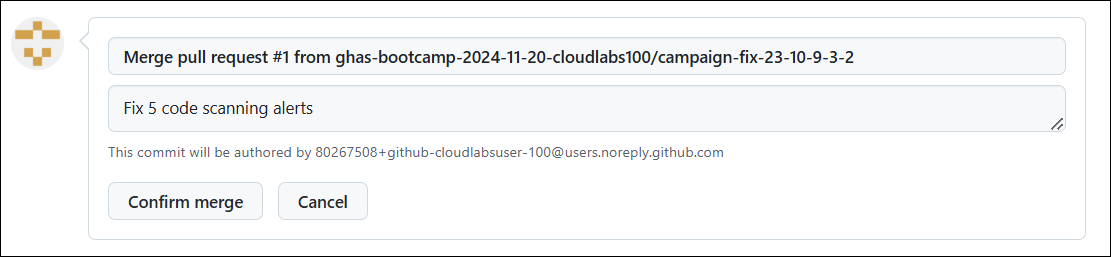 Merge pull request #1 from ghas-bootcamp-2024-11-20-cloudlabs100/campaign-fix-23-10-9-3-2
Fix 5 code scanning alerts
This commit will be authored by 80267508+github-cloudlabsuser-100@users.noreply.github.com
Confirm merge Cancel